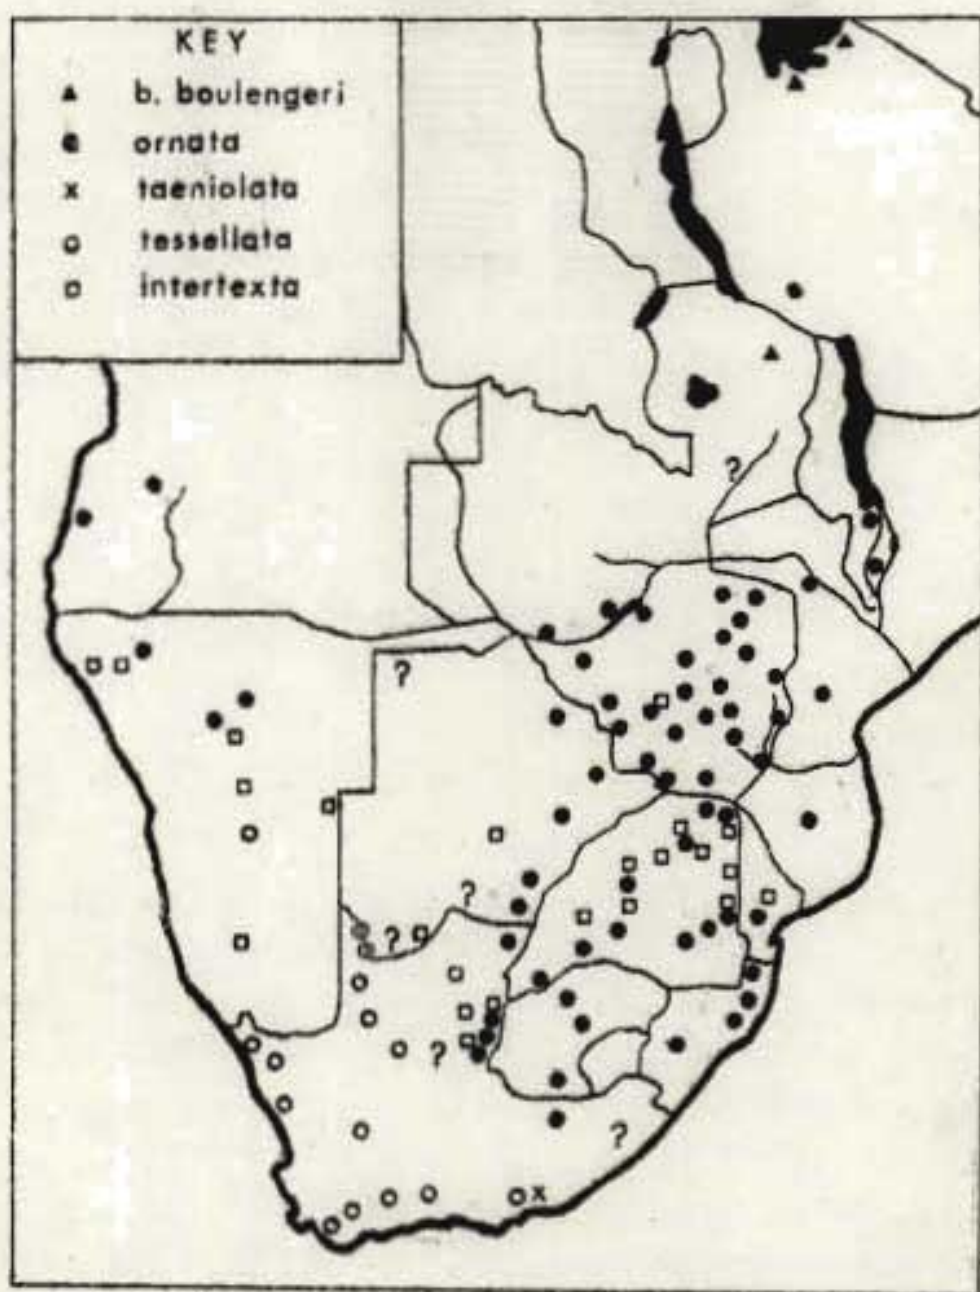 KEY
▲ b. boulengeri
● ornata
x taeniolata
○ tessellata
□ intertexta
?
?
?
?
?
?
x